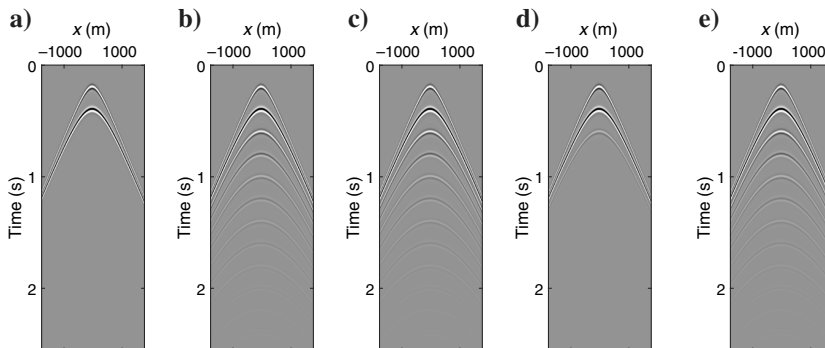 a) b) c) d) e)
x (m) x (m) x (m) x (m) x (m)
−1000 1000 −1000 1000 −1000 1000 −1000 1000 -1000 1000
0 0 0 0 0
1 1 1 1 1
2 2 2 2 2
Time (s) Time (s) Time (s) Time (s) Time (s)